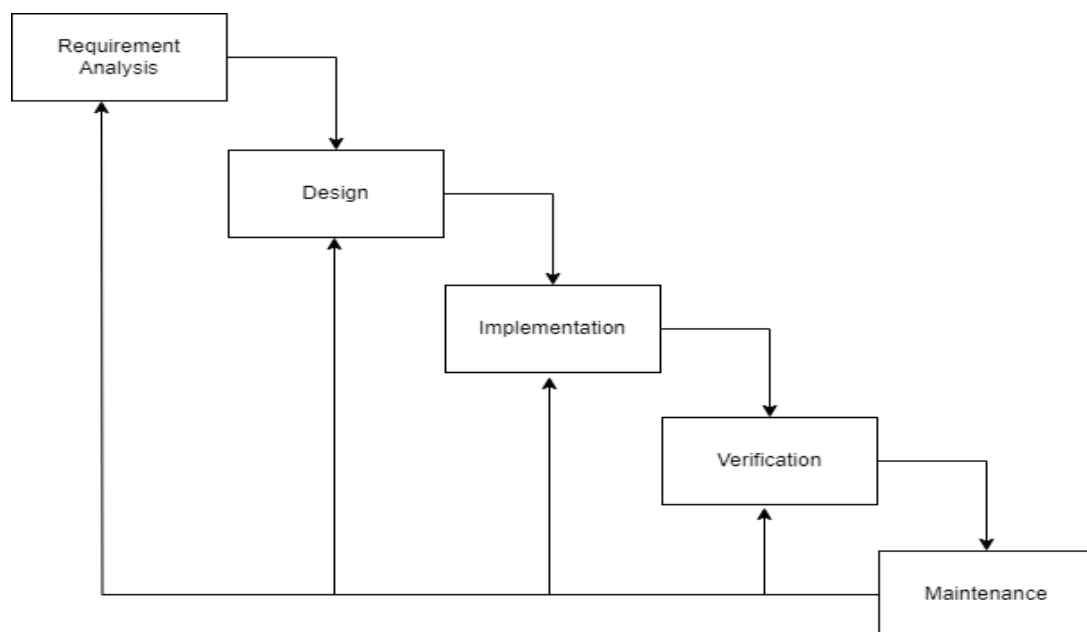 Requirement
Analysis
Design
Implementation
Verification
Maintenance